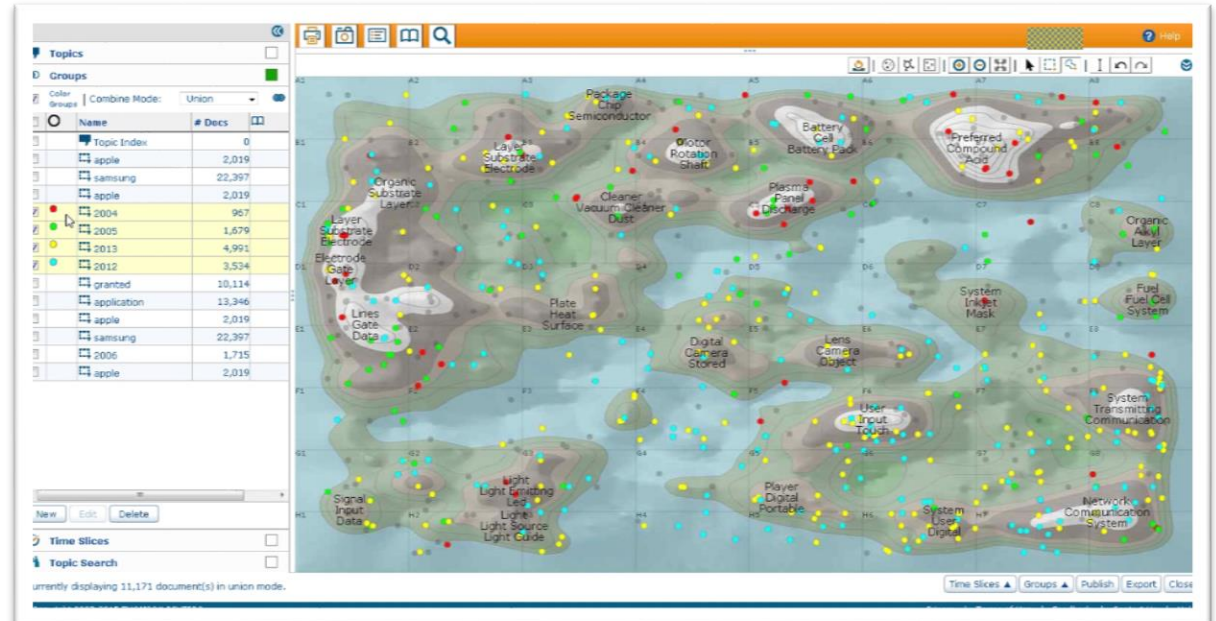 Help
Topics
Groups
Color Groups | Combine Mode: Union
Name # Docs
Topic Index 0
apple 2,019
samsung 22,397
apple 2,019
2004 967
2005 1,679
2013 4,991
2012 3,534
granted 10,114
application 13,346
apple 2,019
samsung 22,397
2006 1,715
apple 2,019
New Edit Delete
Time Slices
Topic Search
urrently displaying 11,171 document(s) in union mode.
Package
Chip
Semiconductor
Layer
Substrate
Electrode
Motor
Rotation
Shaft
Battery
Cell
Battery Pack
Preferred
Compound
Acid
Organic
Substrate
Layer
Cleaner
Vacuum Cleaner
Dust
Plasma
Panel
Discharge
Layer
Substrate
Electrode
Organic
Alkyl
Layer
Electrode
Gate
Layer
System
Inkjet
Mask
Fuel
Fuel Cell
System
Lines
Gate
Data
Plate
Heat
Surface
Digital
Camera
Stored
Lens
Camera
Object
User
Input
Touch
System
Transmitting
Communication
Signal
Input
Data
Light
Light Emitting
Led
Light
Light Source
Light Guide
Player
Digital
Portable
System
User
Digital
Network
Communication
System
Time Slices Groups Publish Export Close